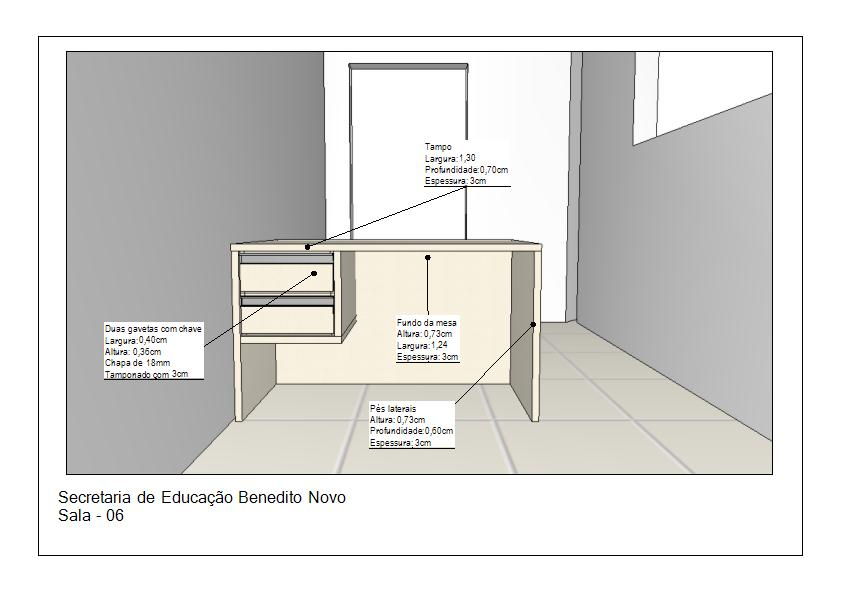 Tampo
Largura:1,30
Profundidade:0,70cm
Espessura: 3cm
Duas gavetas com chave
Largura:0,40cm
Altura: 0,36cm
Chapa de 18mm
Tamponado com 3cm
Fundo da mesa
Altura: 0,73cm
Largura:1,24
Espessura: 3cm
Pés laterais
Altura: 0,73cm
Profundidade:0,60cm
Espessura: 3cm
Secretaria de Educação Benedito Novo
Sala - 06